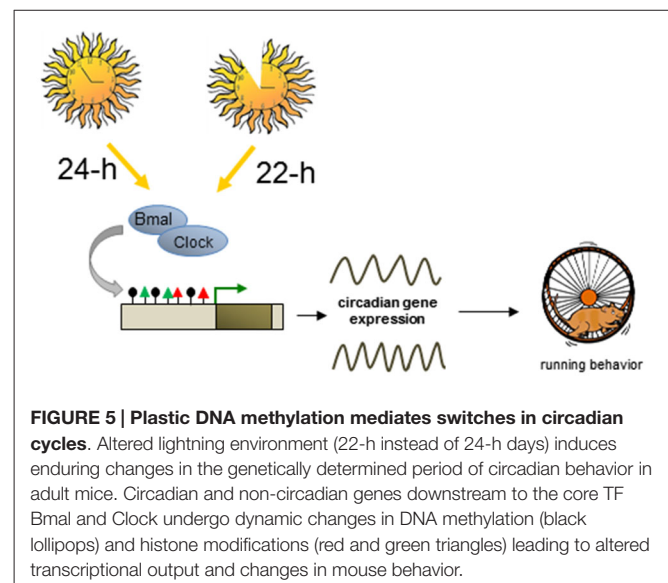 24-h
22-h
Bmal
Clock
circadian gene
expression
running behavior
FIGURE 5 | Plastic DNA methylation mediates switches in circadian
cycles. Altered lightning environment (22-h instead of 24-h days) induces
enduring changes in the genetically determined period of circadian behavior in
adult mice. Circadian and non-circadian genes downstream to the core TF
Bmal and Clock undergo dynamic changes in DNA methylation (black
lollipops) and histone modifications (red and green triangles) leading to altered
transcriptional output and changes in mouse behavior.